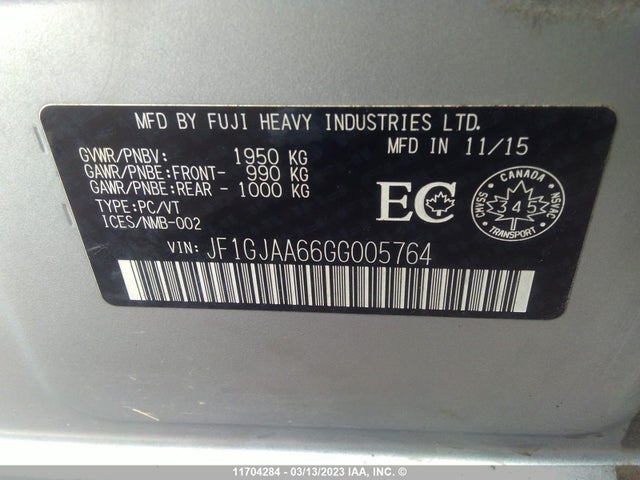 MFD BY FUJI HEAVY INDUSTRIES LTD.
GVWR/PNBV: 1950 KG
MFD IN 11/15
GAWR/PNBE:FRONT- 990 KG
GAWR/PNBE:REAR - 1000 KG
TYPE:PC/VT
ICES/NMB-002
EC
CANADA
CMVSS
NSVAC
45
TRANSPORT
VIN: JF1GJAA66GG005764
11704284 - 03/13/2023 IAA, Inc.